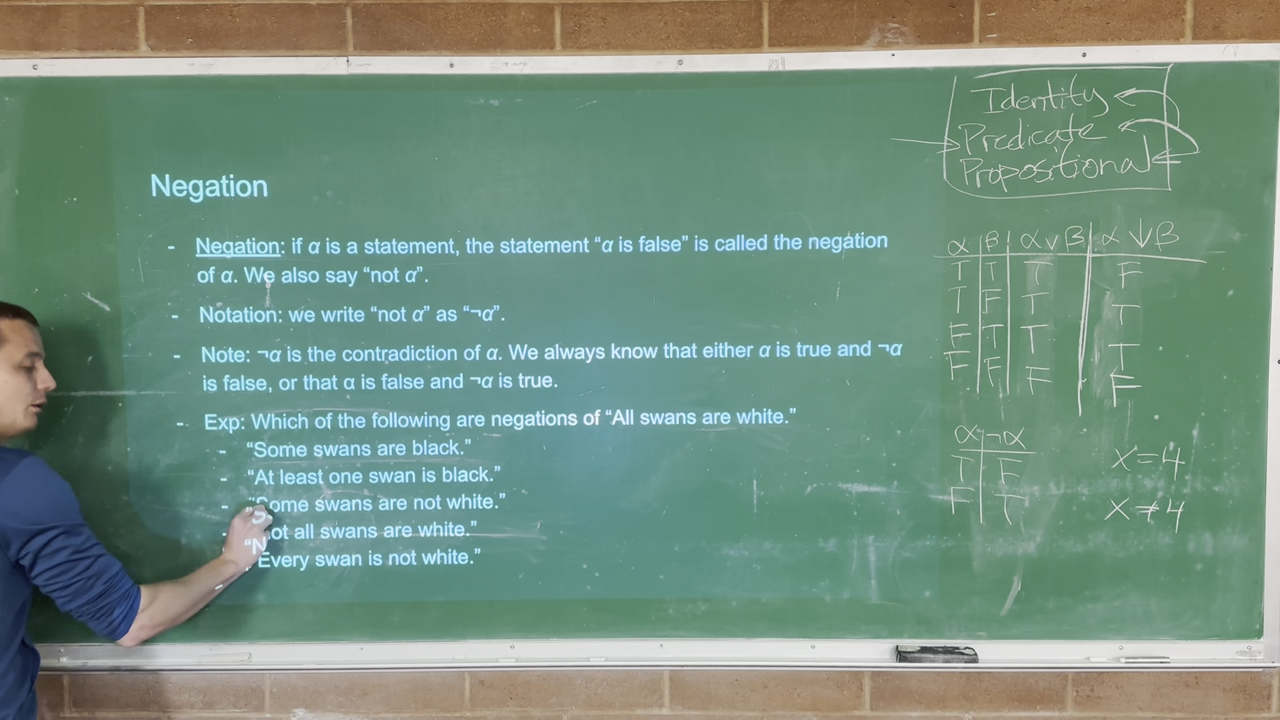 Identity
Predicate
Propositional
Negation
- Negation: if α is a statement, the statement “α is false” is called the negation
of α. We also say “not α”.
- Notation: we write “not α” as “¬α”.
- Note: ¬α is the contradiction of α. We always know that either α is true and ¬α
is false, or that α is false and ¬α is true.
- Exp: Which of the following are negations of “All swans are white.”
- “Some swans are black.”
- “At least one swan is black.”
- “Some swans are not white.”
- “Not all swans are white.”
- “Every swan is not white.”
α β α ∨ β α ↓ β
T T T F
T F T T
F T T T
F F F F
α ¬α
T F
F T
x=4
x≠4